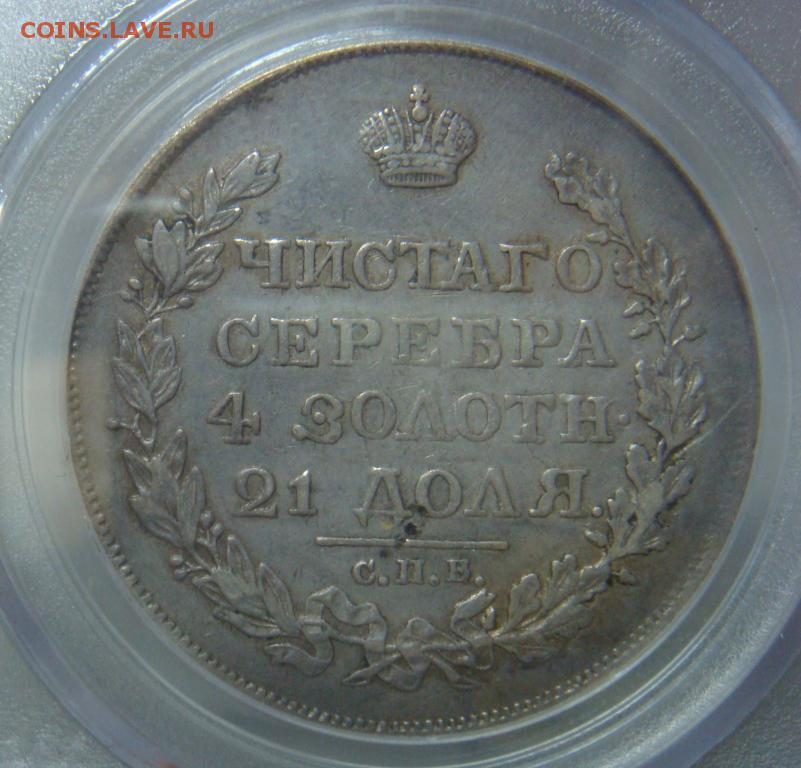 COINS.LAVE.RU
ЧИСТАГО
СЕРЕБРА
4 ЗОЛОТН·
21 ДОЛЯ.
С.П.Б.